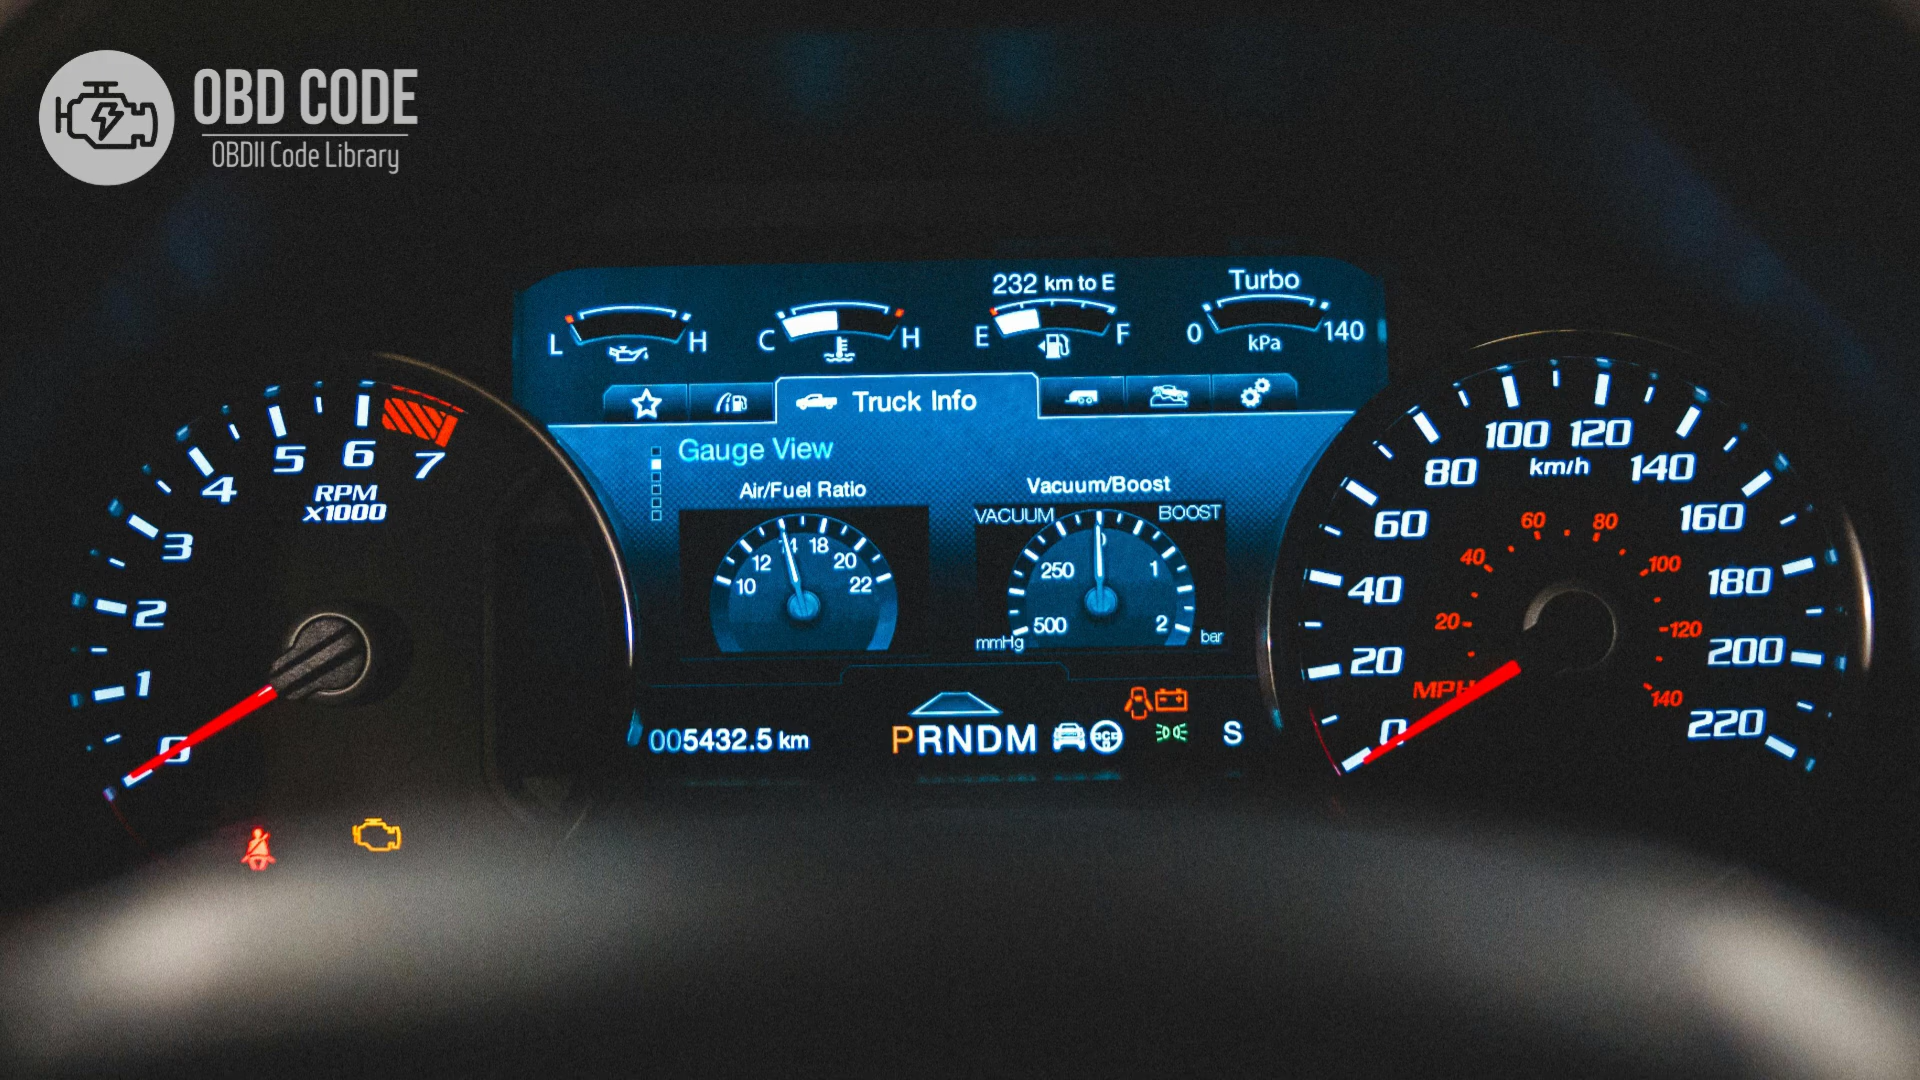 OBD CODE
OBDII Code Library
232 km to E
Turbo
L H
C H
E F
0 140
kPa
Truck Info
Gauge View
Air/Fuel Ratio
10 12 14 18 20 22
Vacuum/Boost
VACUUM BOOST
500 250 0 1 2
mmHg bar
0 1 2 3 4 5 6 7
RPM
X1000
0 20 40 60 80 100 120 140 160 180 200 220
km/h
20 40 60 80 100 120 140
MPH
005432.5 km
PRNDM
S